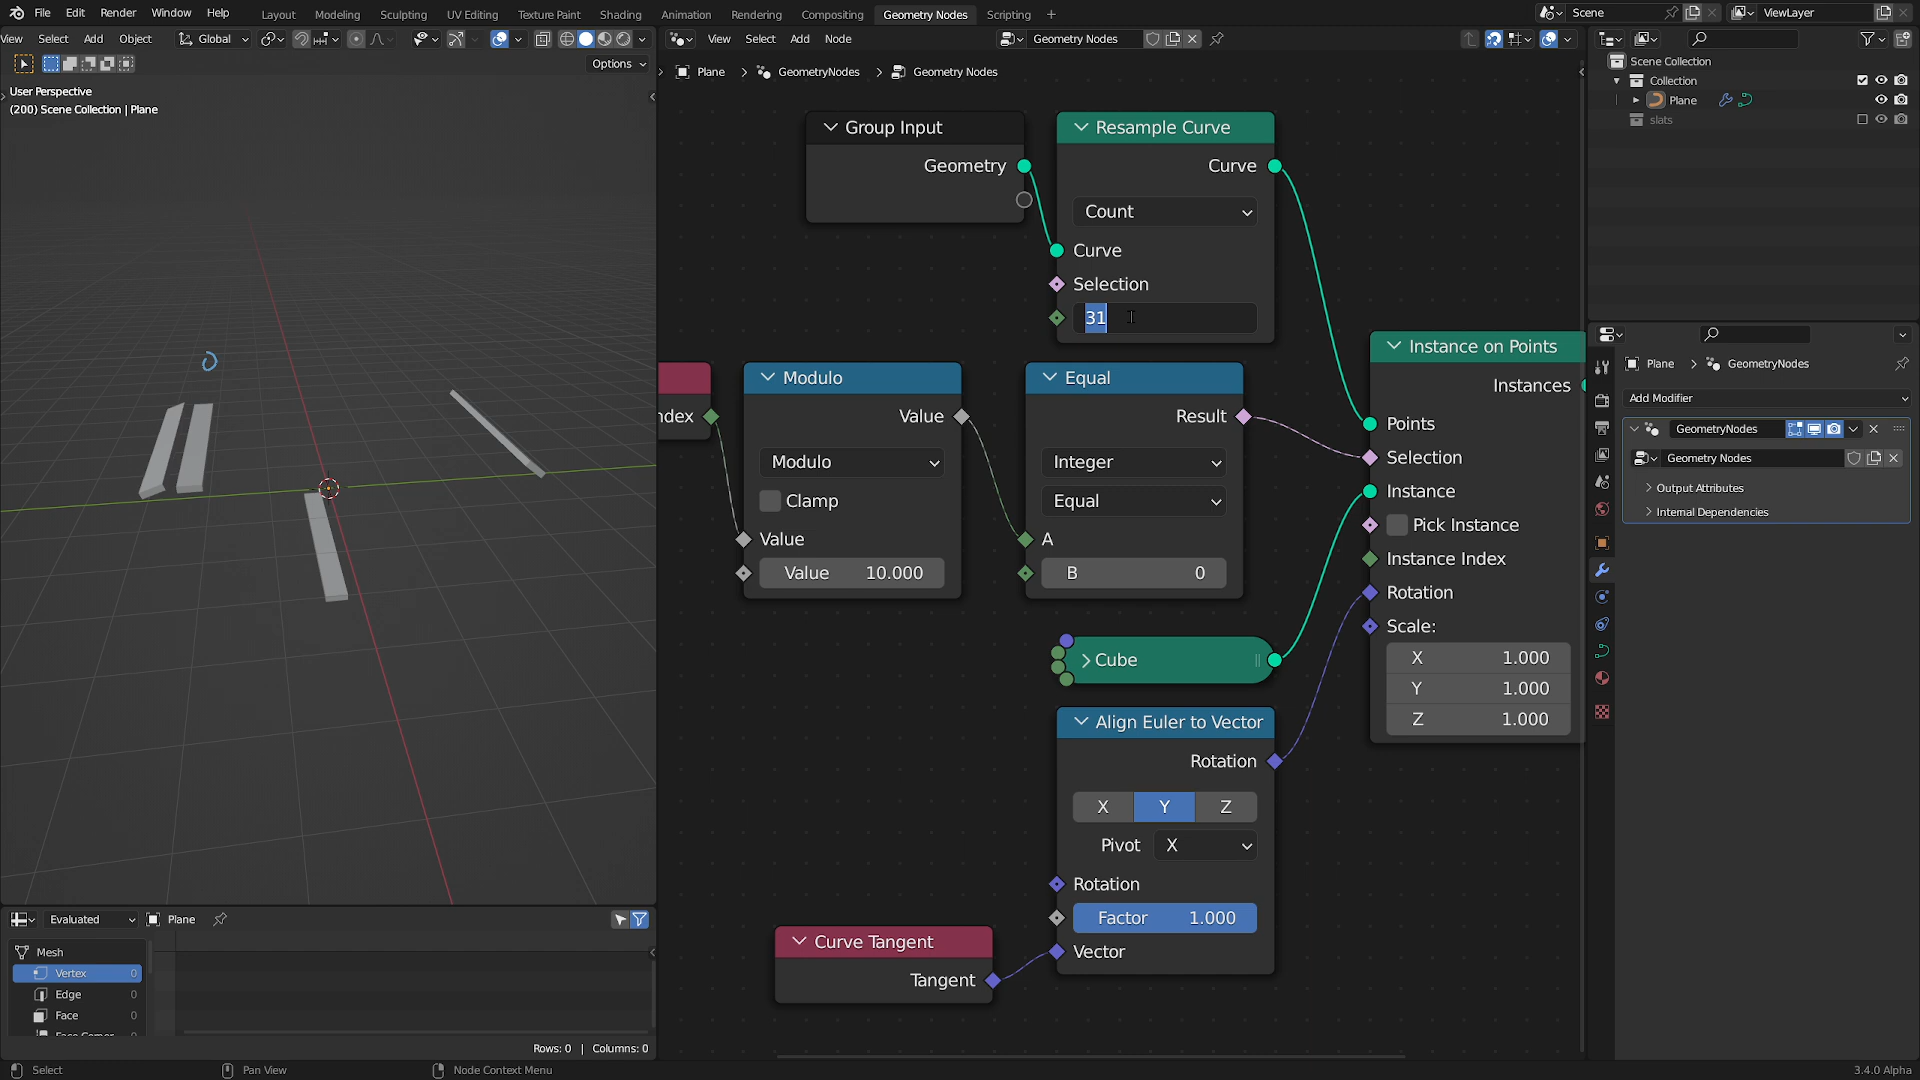 File Edit Render Window Help Layout Modeling Sculpting UV Editing Texture Paint Shading Animation Rendering Compositing Geometry Nodes Scripting + Scene ViewLayer
View Select Add Object Global View Select Add Node Geometry Nodes
Options
Plane > GeometryNodes > Geometry Nodes
User Perspective
(200) Scene Collection | Plane
Scene Collection
Collection
Plane
slats
Group Input
Geometry
Resample Curve
Curve
Count
Curve
Selection
31
ndex
Modulo
Value
Modulo
Clamp
Value
Value 10.000
Equal
Result
Integer
Equal
A
B 0
Cube
Align Euler to Vector
Rotation
X Y Z
Pivot X
Rotation
Factor 1.000
Vector
Curve Tangent
Tangent
Instance on Points
Instances
Points
Selection
Instance
Pick Instance
Instance Index
Rotation
Scale:
X 1.000
Y 1.000
Z 1.000
Plane > GeometryNodes
Add Modifier
GeometryNodes
Geometry Nodes
Output Attributes
Internal Dependencies
Evaluated Plane
Mesh
Vertex 0
Edge 0
Face 0
Rows: 0 | Columns: 0
Select Pan View Node Context Menu 3.4.0 Alpha